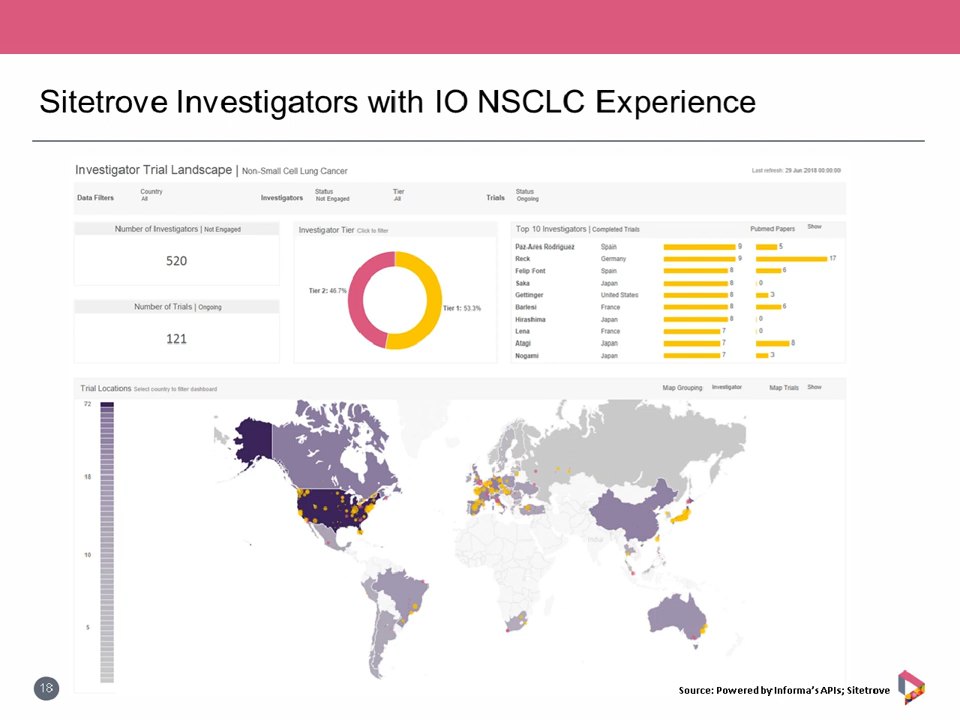 Sitetrove Investigators with IO NSCLC Experience
Investigator Trial Landscape | Non-Small Cell Lung Cancer
Last refresh: 29 Jun 2018 00:00:00
Data Filters
Country
All
Investigators
Status
Not Engaged
Tier
All
Trials
Status
Ongoing
Number of Investigators | Not Engaged
520
Number of Trials | Ongoing
121
Investigator Tier Click to filter
Tier 2: 46.7%
Tier 1: 53.3%
Top 10 Investigators | Completed Trials
Pubmed Papers
Show
Paz-Ares Rodriguez Spain 9 5
Reck Germany 9 17
Felip Font Spain 8 6
Saka Japan 8 0
Gettinger United States 8 3
Barlesi France 8 6
Hirashima Japan 8 0
Lena France 7 0
Atagi Japan 7 8
Nogami Japan 7 3
Trial Locations Select country to filter dashboard
Map Grouping Investigator
Map Trials Show
72
18
10
5
India
18
Source: Powered by Informa's APIs; Sitetrove